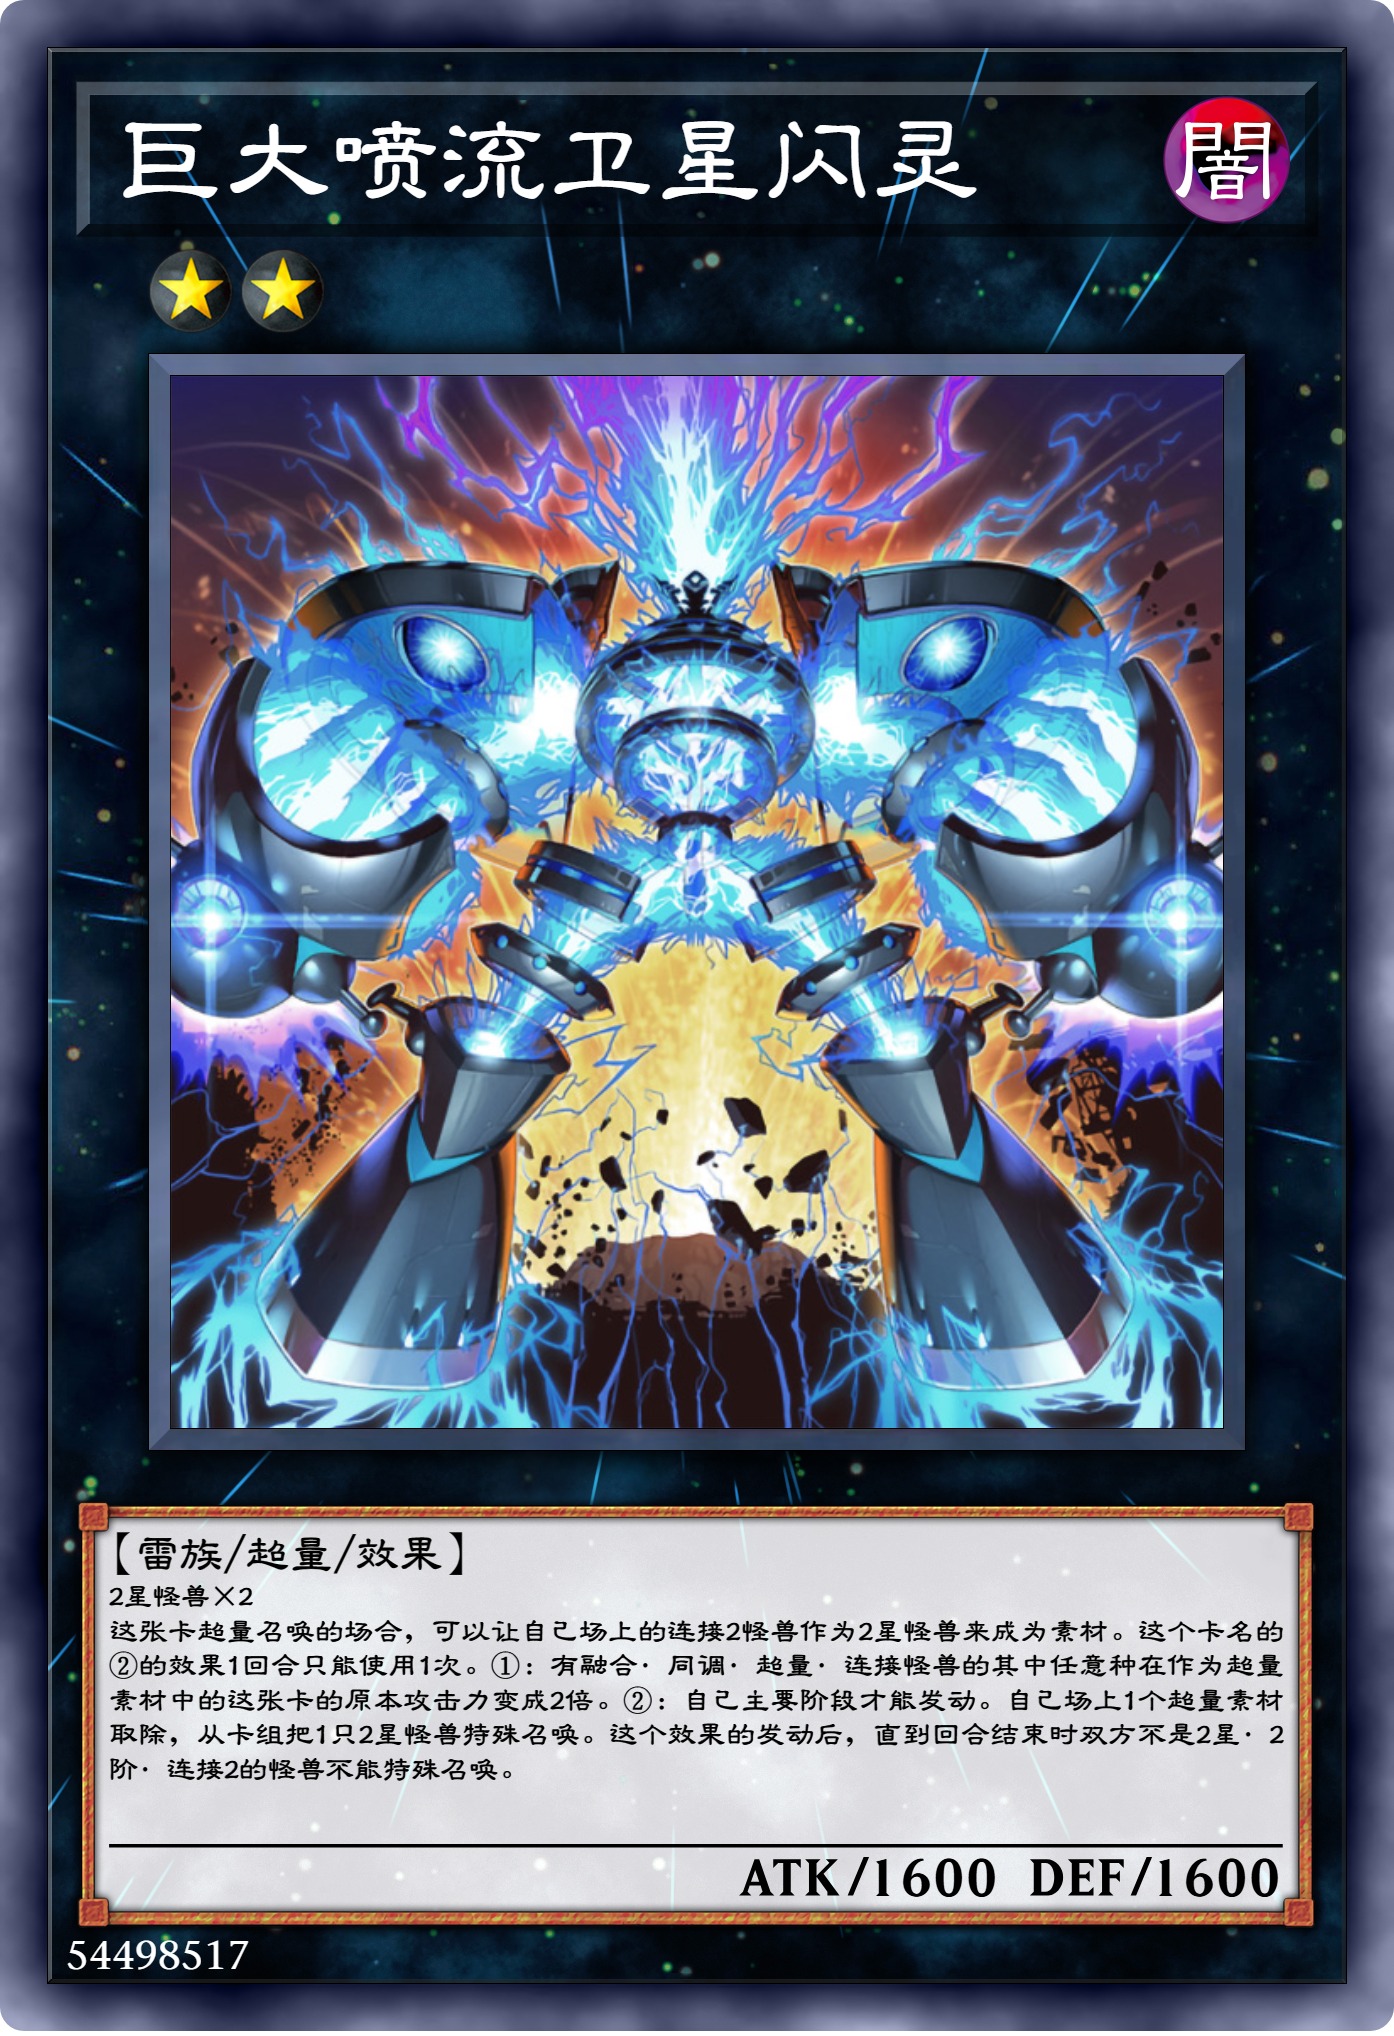 巨大喷流卫星闪灵
闇
【雷族/超量/效果】
2星怪兽×2
这张卡超量召唤的场合，可以让自己场上的连接2怪兽作为2星怪兽来成为素材。这个卡名的
②的效果1回合只能使用1次。①：有融合·同调·超量·连接怪兽的其中任意种在作为超量
素材中的这张卡的原本攻击力变成2倍。②：自己主要阶段才能发动。自己场上1个超量素材
取除，从卡组把1只2星怪兽特殊召唤。这个效果的发动后，直到回合结束时双方不是2星·2
阶·连接2的怪兽不能特殊召唤。
ATK/1600 DEF/1600
54498517